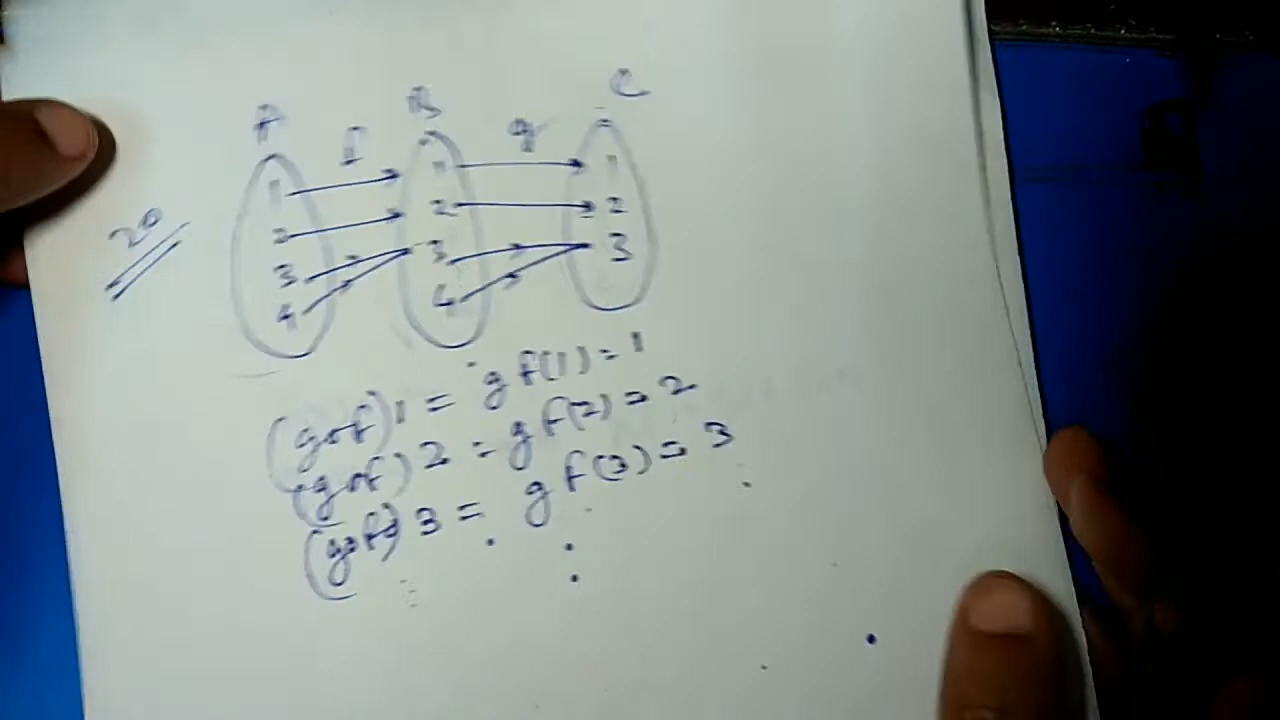 A B C
f g
20
1 1 1
2 2 2
3 3 3
4 4
(gof)1 = gf(1) = 1
(gof)2 = gf(2) = 2
(gof)3 = gf(3) = 3